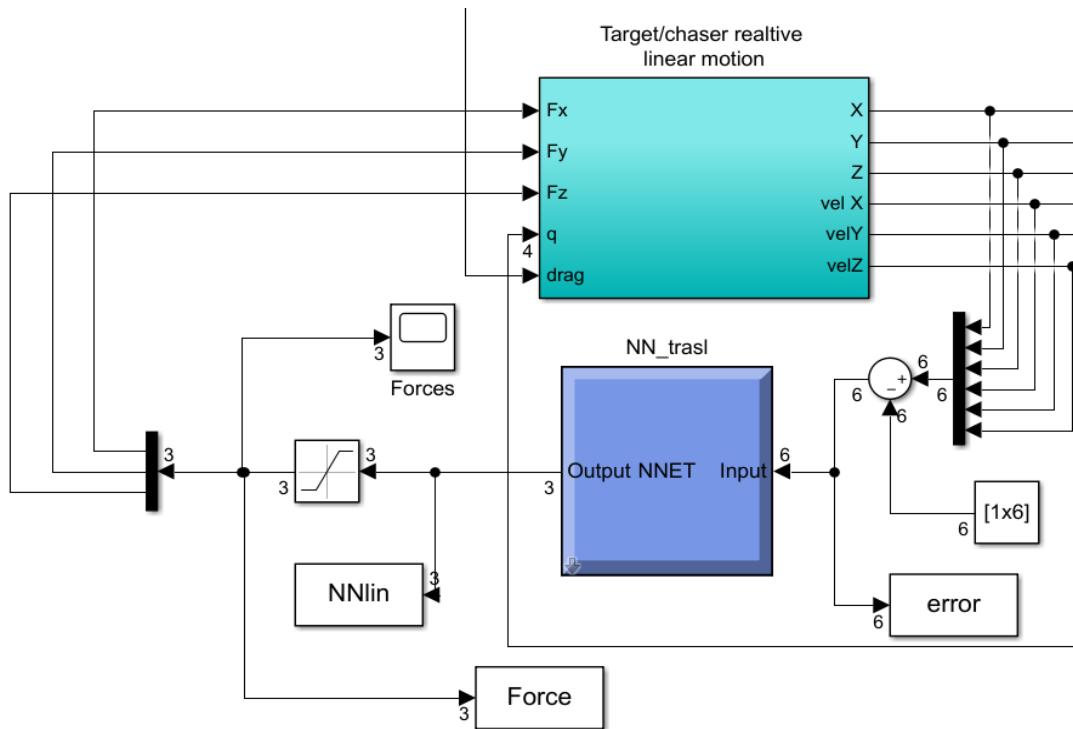 Target/chaser realtive
linear motion
Fx
Fy
Fz
q
4
drag
X
Y
Z
vel X
velY
velZ
3
Forces
NN_trasl
6
+
6
6
−
6
6
3
3
3
Output NNET Input
3
6
6
[1x6]
NNlin
3
error
6
Force
3